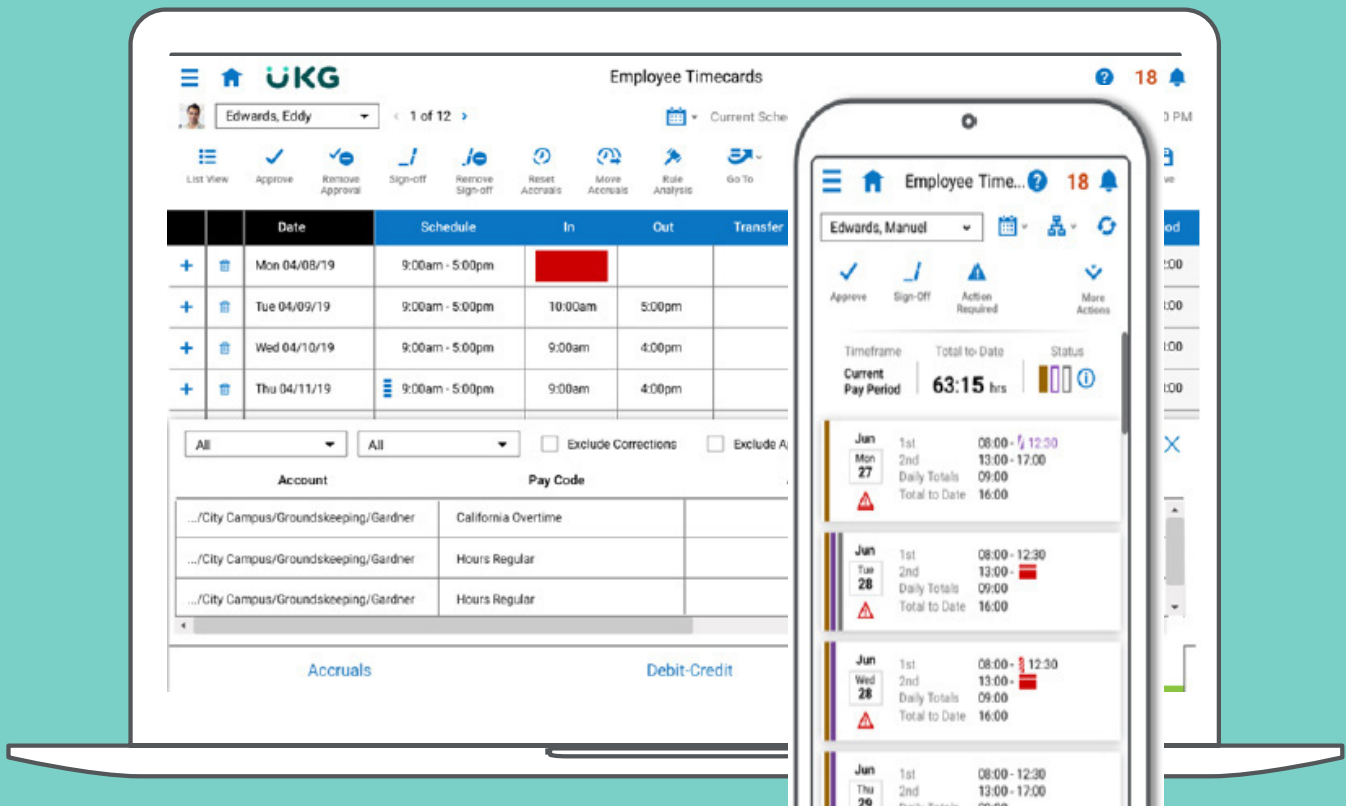 UKG
Employee Timecards
18
Edwards, Eddy
1 of 12
Current Sche
PM
List View
Approve
Remove Approval
Sign-off
Remove Sign-off
Reset Accruals
Move Accruals
Rule Analysis
Go To
Date Schedule In Out Transfer
Mon 04/08/19 9:00am - 5:00pm
Tue 04/09/19 9:00am - 5:00pm 10:00am 5:00pm
Wed 04/10/19 9:00am - 5:00pm 9:00am 4:00pm
Thu 04/11/19 9:00am - 5:00pm 9:00am 4:00pm
All All Exclude Corrections Exclude A
Account Pay Code
.../City Campus/Groundskeeping/Gardner California Overtime
.../City Campus/Groundskeeping/Gardner Hours Regular
.../City Campus/Groundskeeping/Gardner Hours Regular
Accruals Debit-Credit
Employee Time... 18
Edwards, Manuel
Approve
Sign-Off
Action Required
More Actions
Timeframe Total to Date Status
Current Pay Period
63:15 hrs
Jun Mon 27
1st 08:00 - 12:30
2nd 13:00 - 17:00
Daily Totals 09:00
Total to Date 16:00
Jun Tue 28
1st 08:00 - 12:30
2nd 13:00 -
Daily Totals 09:00
Total to Date 16:00
Jun Wed 28
1st 08:00 - 12:30
2nd 13:00 -
Daily Totals 09:00
Total to Date 16:00
Jun Thu 29
1st 08:00 - 12:30
2nd 13:00 - 17:00